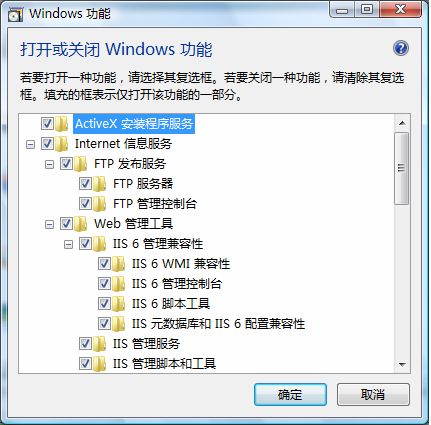 Windows 功能
打开或关闭 Windows 功能
若要打开一种功能，请选择其复选框。若要关闭一种功能，请清除其复选
框。填充的框表示仅打开该功能的一部分。
ActiveX 安装程序服务
Internet 信息服务
FTP 发布服务
FTP 服务器
FTP 管理控制台
Web 管理工具
IIS 6 管理兼容性
IIS 6 WMI 兼容性
IIS 6 管理控制台
IIS 6 脚本工具
IIS 元数据库和 IIS 6 配置兼容性
IIS 管理服务
IIS 管理脚本和工具
确定
取消